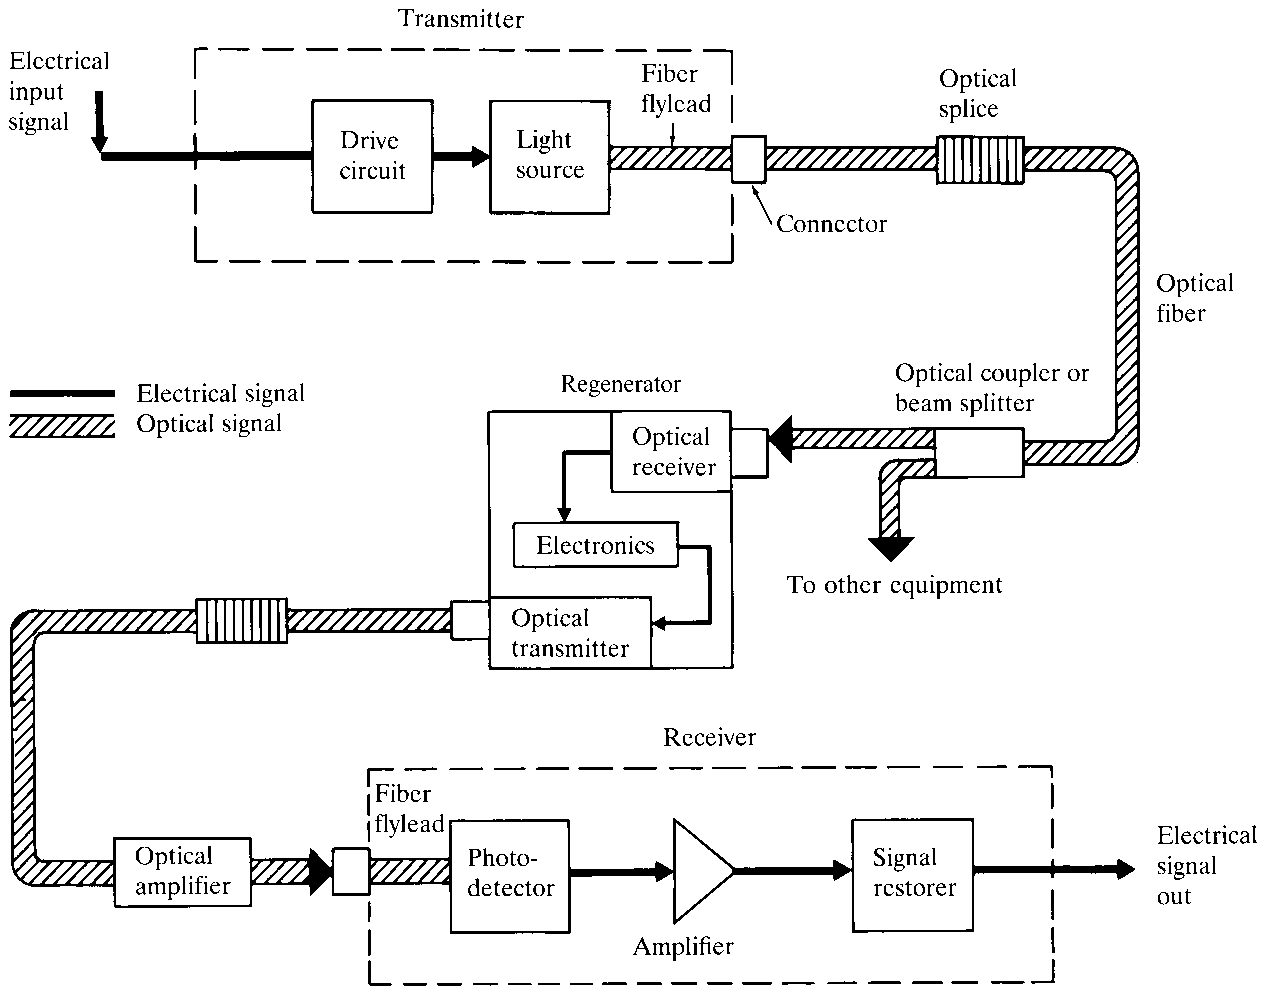 Transmitter
Electrical
input
signal
Drive
circuit
Light
source
Fiber
flylead
Connector
Optical
splice
Optical
fiber
Electrical signal
Optical signal
Regenerator
Optical
receiver
Electronics
Optical
transmitter
Optical coupler or
beam splitter
To other equipment
Receiver
Optical
amplifier
Fiber
flylead
Photo-
detector
Amplifier
Signal
restorer
Electrical
signal
out